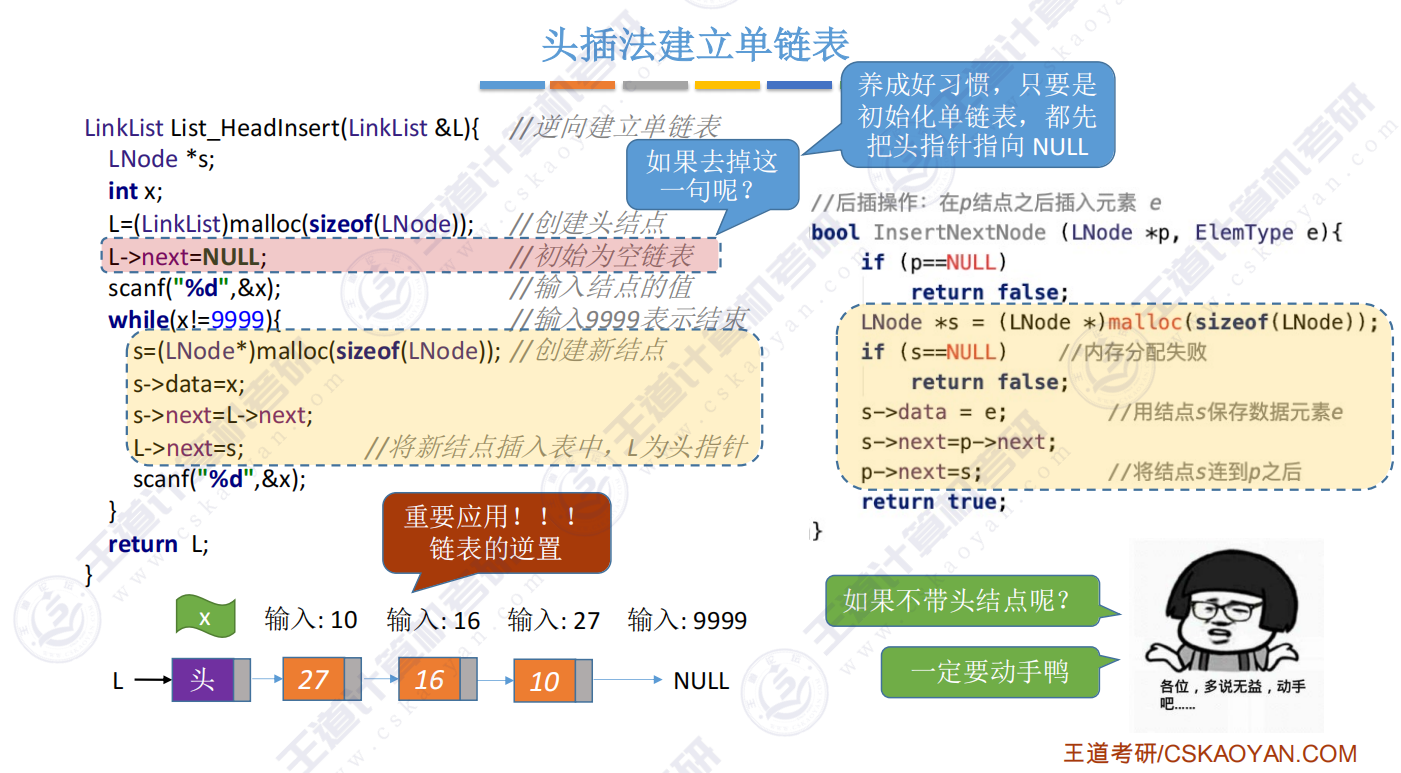 头插法建立单链表
养成好习惯，只要是
初始化单链表，都先
把头指针指向 NULL
如果去掉这
一句呢？
LinkList List_HeadInsert(LinkList &L){ //逆向建立单链表
LNode *s;
int x;
L=(LinkList)malloc(sizeof(LNode)); //创建头结点
L->next=NULL; //初始为空链表
scanf("%d",&x); //输入结点的值
while(x!=9999){ //输入9999表示结束
s=(LNode*)malloc(sizeof(LNode)); //创建新结点
s->data=x;
s->next=L->next;
L->next=s; //将新结点插入表中，L为头指针
scanf("%d",&x);
}
return L;
}
//后插操作：在p结点之后插入元素 e
bool InsertNextNode (LNode *p, ElemType e){
if (p==NULL)
return false;
LNode *s = (LNode *)malloc(sizeof(LNode));
if (s==NULL) //内存分配失败
return false;
s->data = e; //用结点s保存数据元素e
s->next=p->next;
p->next=s; //将结点s连到p之后
return true;
}
重要应用！！！
链表的逆置
x 输入: 10 输入: 16 输入: 27 输入: 9999
L 头 27 16 10 NULL
如果不带头结点呢？
一定要动手鸭
各位，多说无益，动手
吧......
王道考研/CSKAOYAN.COM
王道计算机考研
www.cskaoyan.com